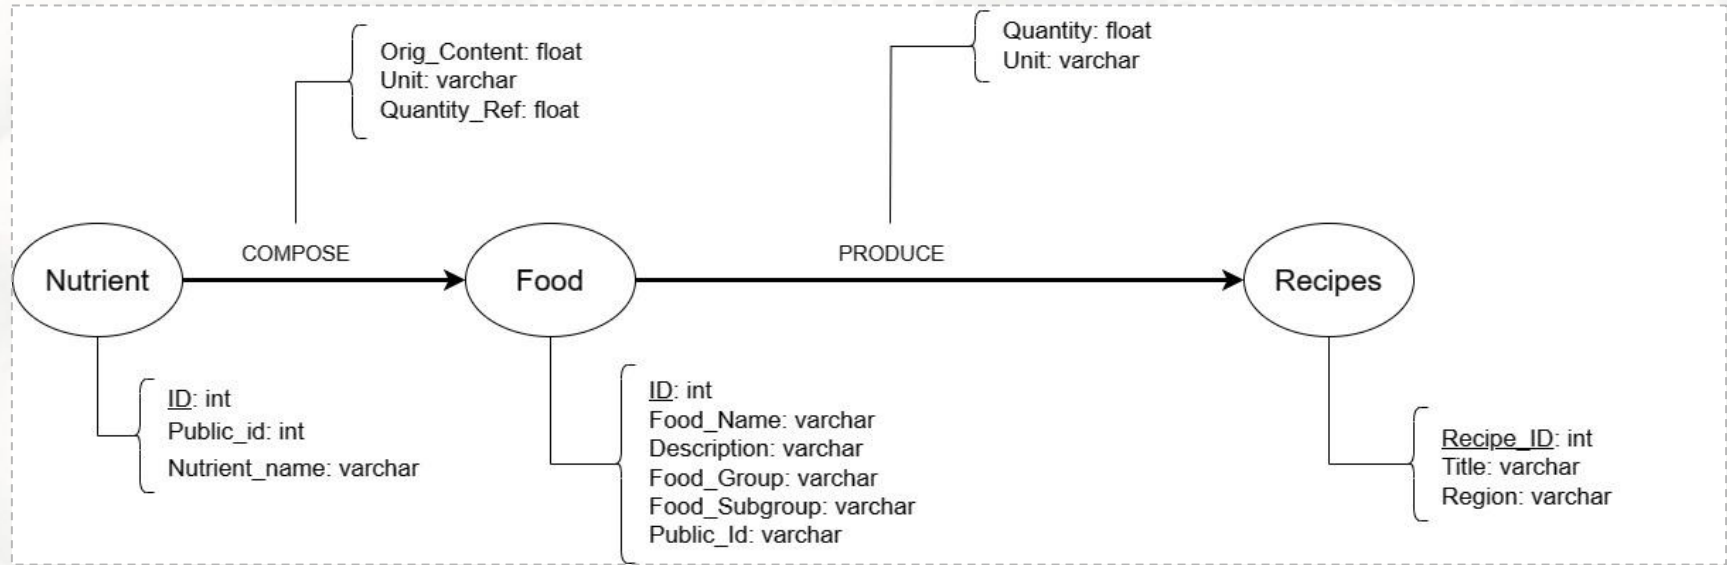 Orig_Content: float
Unit: varchar
Quantity_Ref: float
Quantity: float
Unit: varchar
COMPOSE
PRODUCE
Nutrient
Food
Recipes
ID: int
Public_id: int
Nutrient_name: varchar
ID: int
Food_Name: varchar
Description: varchar
Food_Group: varchar
Food_Subgroup: varchar
Public_Id: varchar
Recipe_ID: int
Title: varchar
Region: varchar